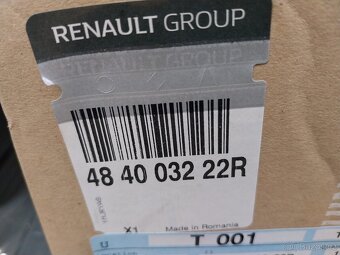 RENAULT GROUP
48 40 032 22R
X1 Made in Romania
T 001